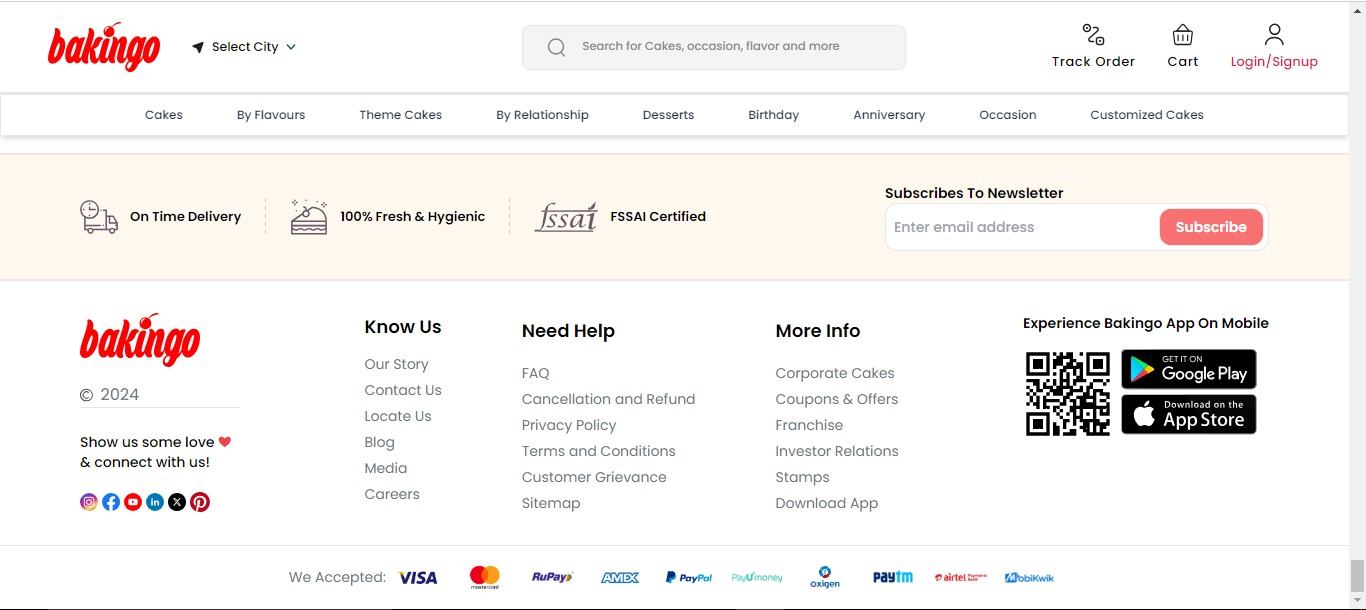 bakingo
Select City
Search for Cakes, occasion, flavor and more
Track Order
Cart
Login/Signup
Cakes
By Flavours
Theme Cakes
By Relationship
Desserts
Birthday
Anniversary
Occasion
Customized Cakes
On Time Delivery
100% Fresh & Hygienic
fssai
FSSAI Certified
Subscribes To Newsletter
Enter email address
Subscribe
bakingo
© 2024
Show us some love
& connect with us!
Know Us
Our Story
Contact Us
Locate Us
Blog
Media
Careers
Need Help
FAQ
Cancellation and Refund
Privacy Policy
Terms and Conditions
Customer Grievance
Sitemap
More Info
Corporate Cakes
Coupons & Offers
Franchise
Investor Relations
Stamps
Download App
Experience Bakingo App On Mobile
GET IT ON
Google Play
Download on the
App Store
We Accepted:
VISA
mastercard
RuPay
AMEX
PayPal
PayUmoney
oxigen
paytm
airtel Payments Bank
MobiKwik